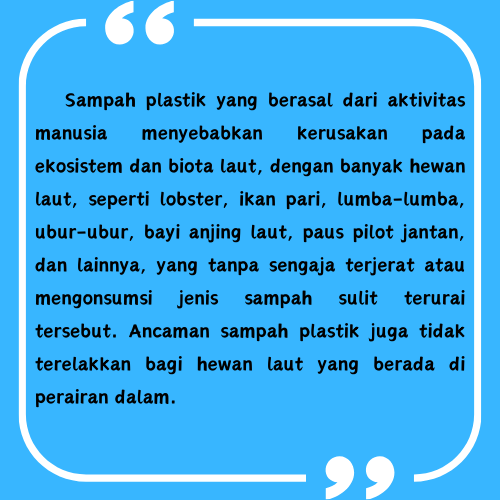 Sampah plastik yang berasal dari aktivitas
manusia menyebabkan kerusakan pada
ekosistem dan biota laut, dengan banyak hewan
laut, seperti lobster, ikan pari, lumba-lumba,
ubur-ubur, bayi anjing laut, paus pilot jantan,
dan lainnya, yang tanpa sengaja terjerat atau
mengonsumsi jenis sampah sulit terurai
tersebut. Ancaman sampah plastik juga tidak
terelakkan bagi hewan laut yang berada di
perairan dalam.